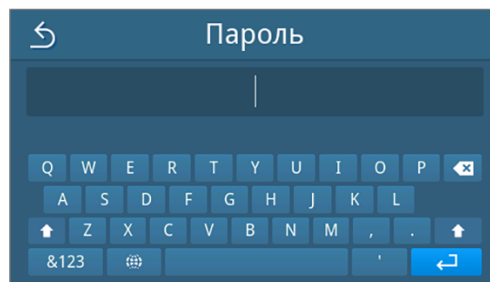 Пароль
Q W E R T Y U I O P
A S D F G H J K L
Z X C V B N M , .
&123 '